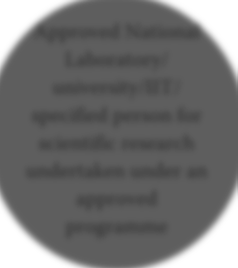 Approved National
Laboratory/
university/IIT/
specified person for
scientific research
undertaken under an
approved
programme